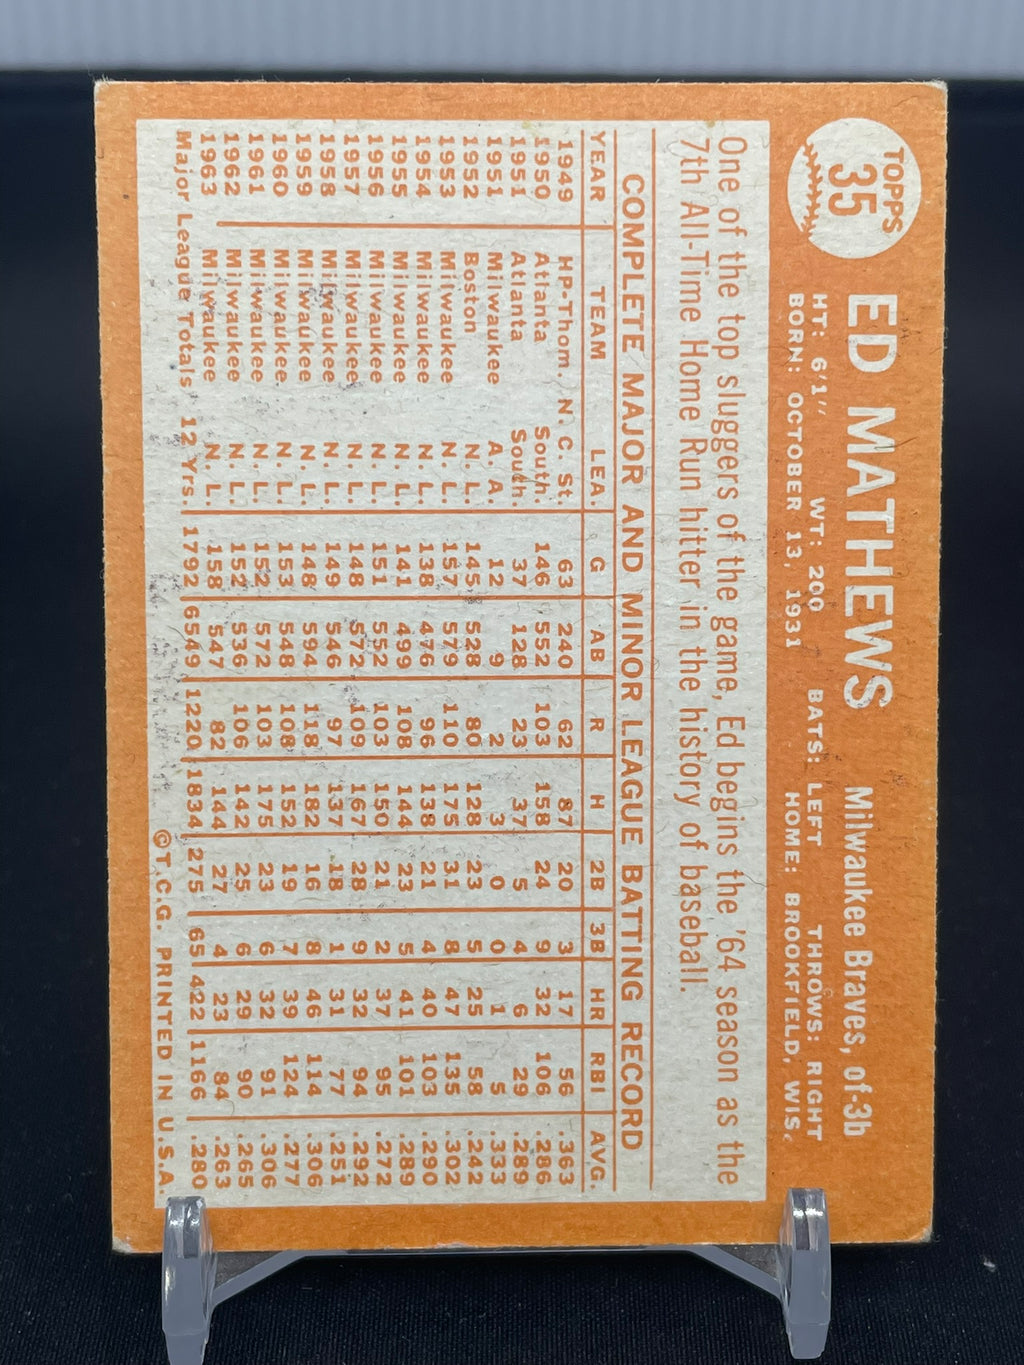 TOPPS
35
ED MATHEWS Milwaukee Braves, of-3b
HT: 6'1" WT: 200 BATS: LEFT THROWS: RIGHT
BORN: OCTOBER 13, 1931 HOME: BROOKFIELD, WIS.
One of the top sluggers of the game, Ed begins the '64 season as the
7th All-Time Home Run hitter in the history of baseball.
COMPLETE MAJOR AND MINOR LEAGUE BATTING RECORD
YEAR TEAM LEA. G AB R H 2B 3B HR RBI AVG.
1949 HP-Thom. N. C. St. 63 240 62 87 20 3 17 56 .363
1950 Atlanta South. 146 552 103 158 24 9 32 106 .286
1951 Atlanta South. 37 128 23 37 5 4 6 29 .289
1951 Milwaukee A. A. 12 9 2 3 0 0 1 5 .333
1952 Boston N. L. 145 528 80 128 23 5 25 58 .242
1953 Milwaukee N. L. 157 579 110 175 31 8 47 135 .302
1954 Milwaukee N. L. 138 476 96 138 21 4 40 103 .290
1955 Milwaukee N. L. 141 499 108 144 23 5 41 101 .289
1956 Milwaukee N. L. 151 552 103 150 21 2 37 95 .272
1957 Milwaukee N. L. 148 572 109 167 28 9 32 94 .292
1958 Milwaukee N. L. 149 546 97 137 18 1 31 77 .251
1959 Milwaukee N. L. 148 594 118 182 16 8 46 114 .306
1960 Milwaukee N. L. 153 548 108 152 19 7 39 124 .277
1961 Milwaukee N. L. 152 572 103 175 23 6 32 91 .306
1962 Milwaukee N. L. 152 536 106 142 25 6 29 90 .265
1963 Milwaukee N. L. 158 547 82 144 27 4 23 84 .263
Major League Totals 12 Yrs. 1792 6549 1220 1834 275 65 422 1166 .280
©T.C.G. PRINTED IN U.S.A.